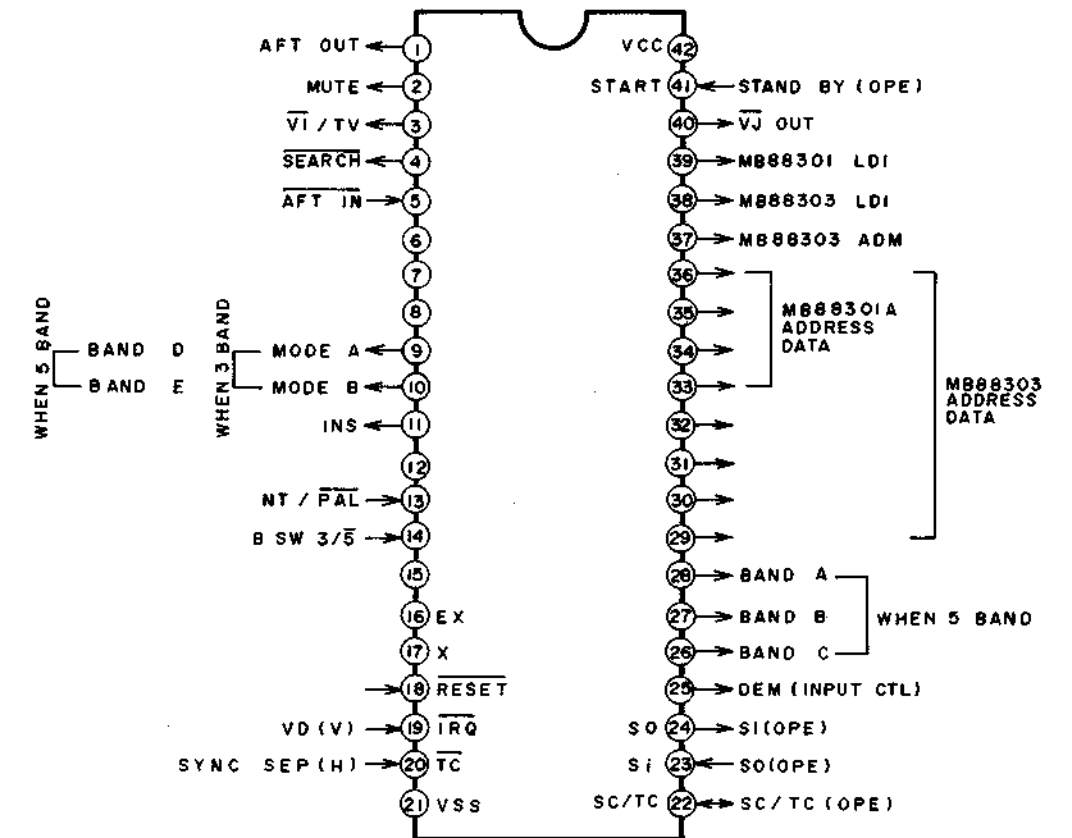 AFT OUT 1
MUTE 2
VI / TV 3
SEARCH 4
AFT IN 5
6
7
8
WHEN 5 BAND
BAND D
BAND E
WHEN 3 BAND
MODE A 9
MODE B 10
INS 11
12
NT / PAL 13
B SW 3/5 14
15
16 EX
17 X
18 RESET
VD (V) 19 IRQ
SYNC SEP (H) 20 TC
21 VSS
VCC 42
START 41 STAND BY (OPE)
40 VJ OUT
39 MB88301 LDI
38 MB88303 LDI
37 MB88303 ADM
36
35
34
33
MB88301A
ADDRESS
DATA
32
31
30
29
MB88303
ADDRESS
DATA
28 BAND A
27 BAND B
26 BAND C
WHEN 5 BAND
25 DEM (INPUT CTL)
SO 24 SI(OPE)
Si 23 SO(OPE)
SC/TC 22 SC/TC (OPE)